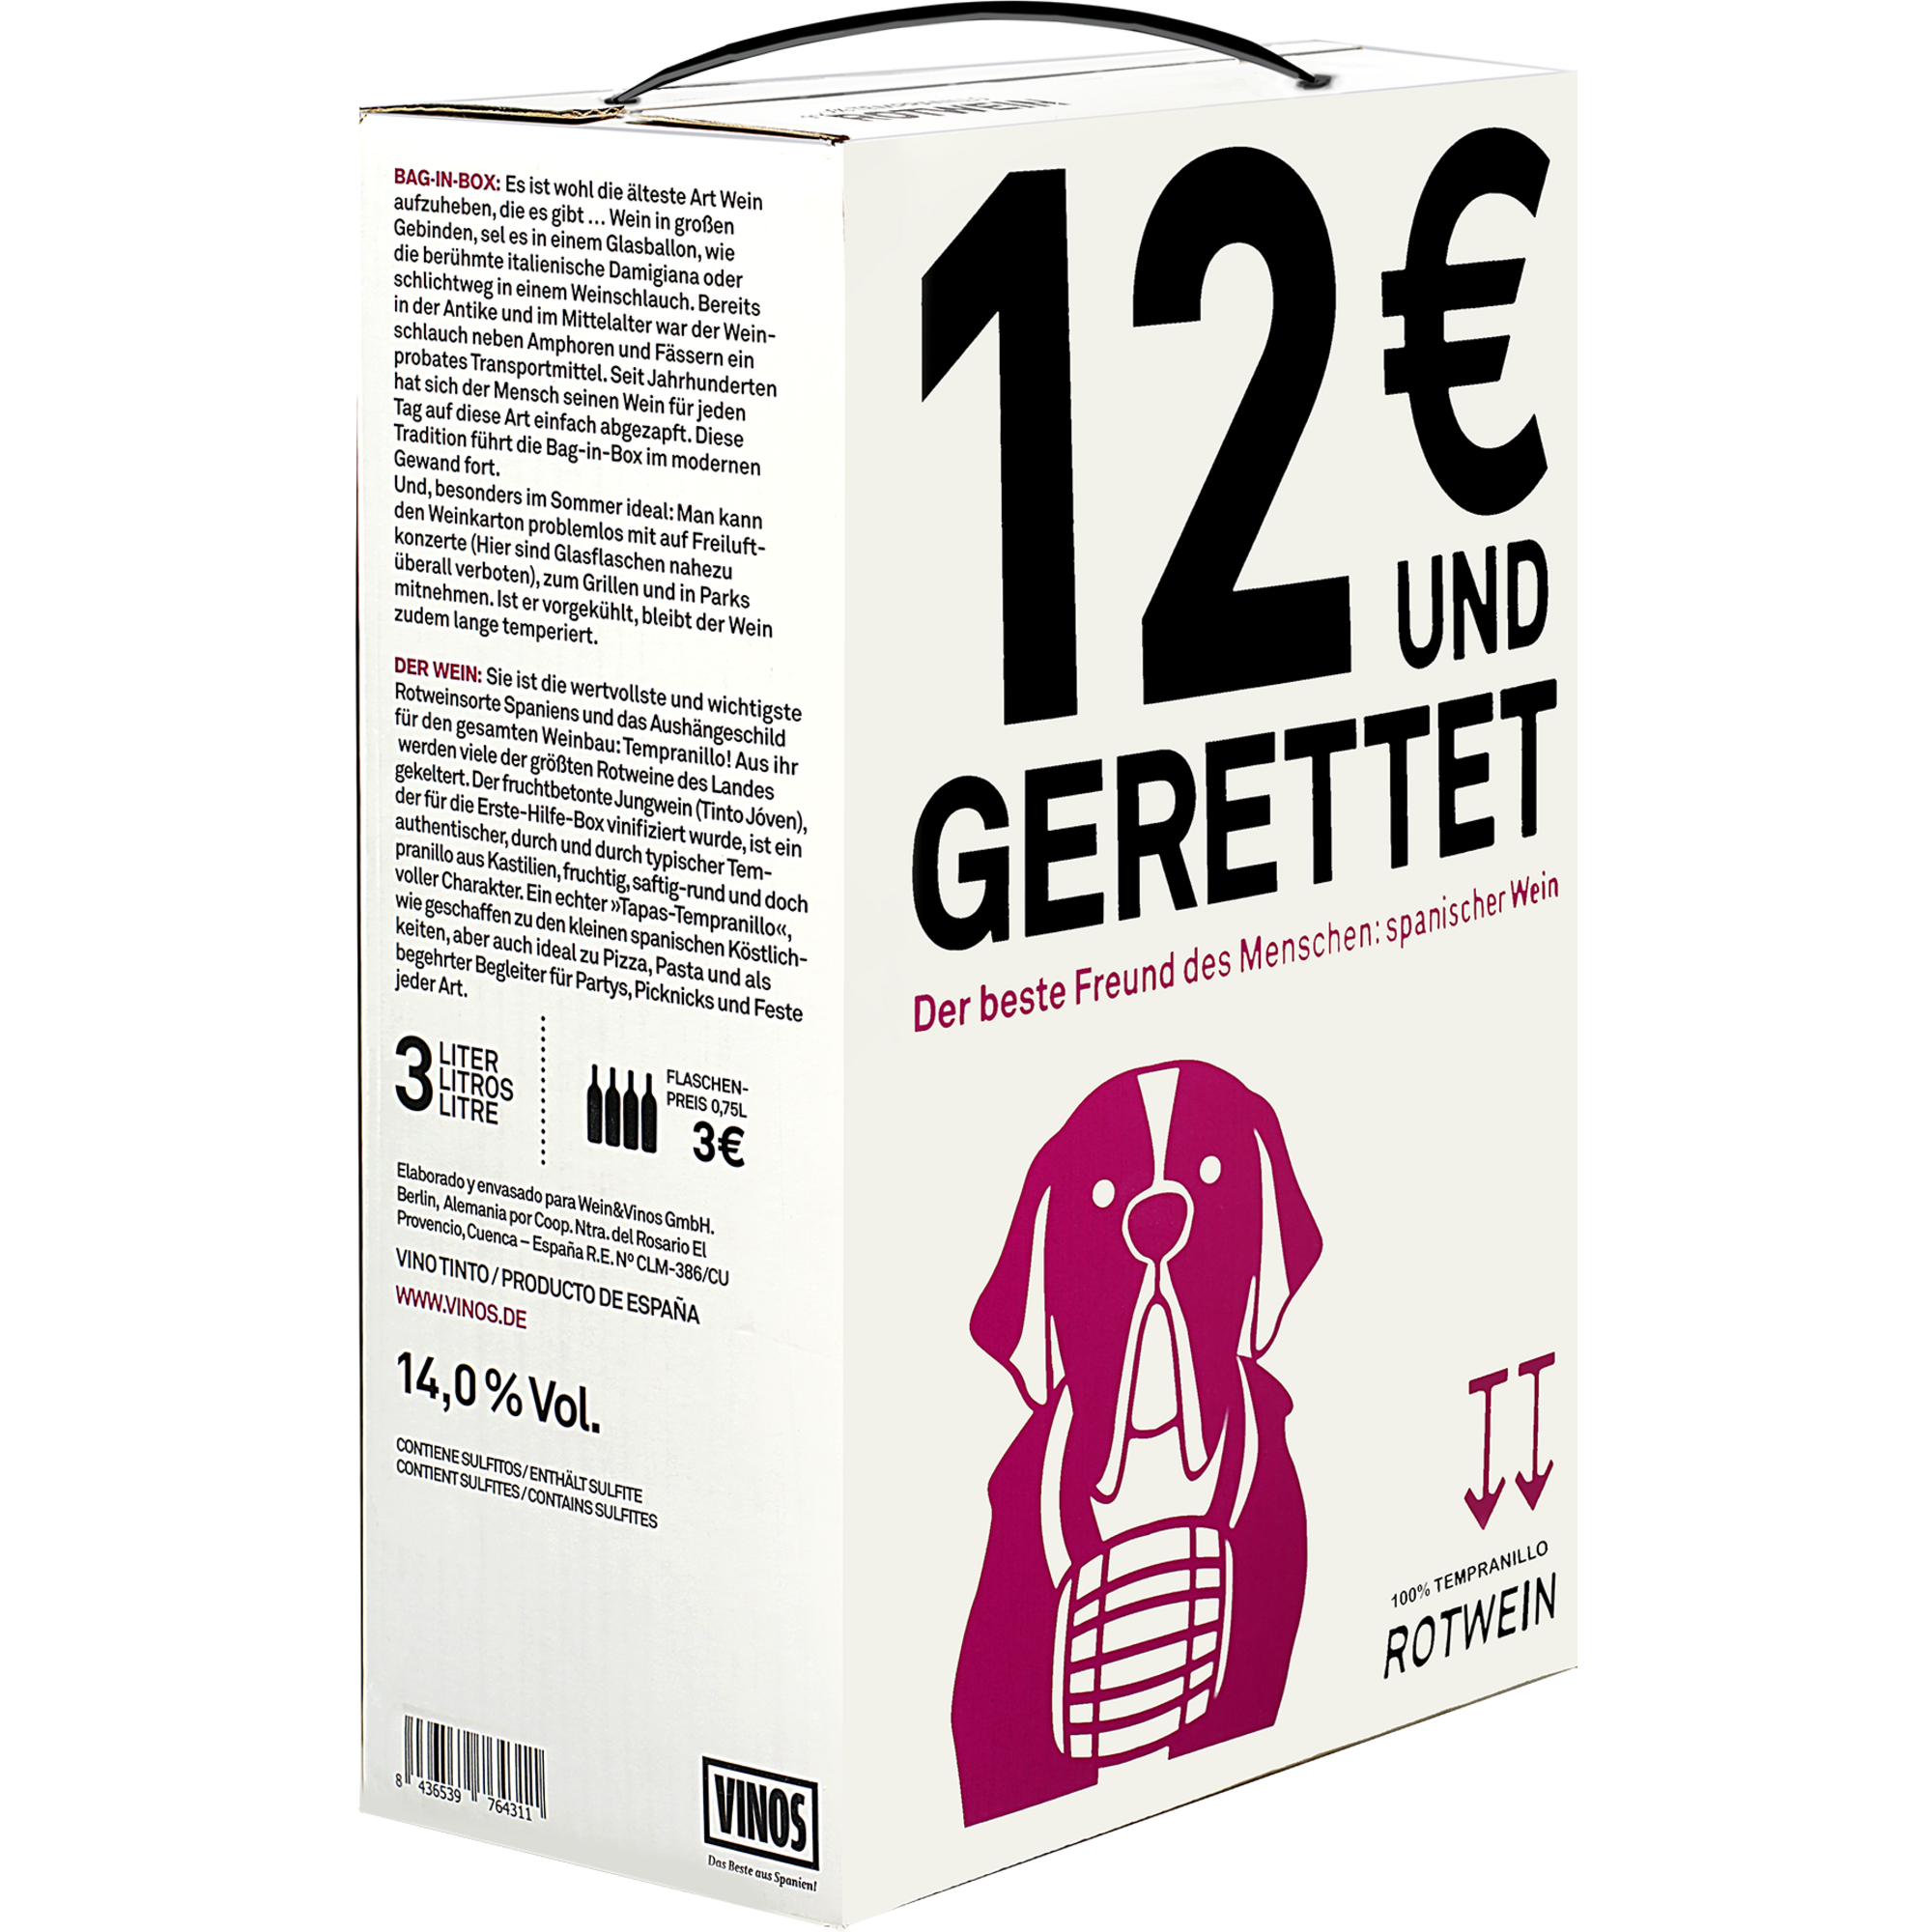 ROTWEIN
BAG-IN-BOX: Es ist wohl die älteste Art Wein
aufzuheben, die es gibt ... Wein in großen
Gebinden, sel es in einem Glasballon, wie
die berühmte italienische Damigiana oder
schlichtweg in einem Weinschlauch. Bereits
in der Antike und im Mittelalter war der Wein-
schlauch neben Amphoren und Fässern ein
probates Transportmittel. Seit Jahrhunderten
hat sich der Mensch seinen Wein für jeden
Tag auf diese Art einfach abgezapft. Diese
Tradition führt die Bag-in-Box im modernen
Gewand fort.
Und, besonders im Sommer ideal: Man kann
den Weinkarton problemlos mit auf Freiluft-
konzerte (Hier sind Glasflaschen nahezu
überall verboten), zum Grillen und in Parks
mitnehmen. Ist er vorgekühlt, bleibt der Wein
zudem lange temperiert.
DER WEIN: Sie ist die wertvollste und wichtigste
Rotweinsorte Spaniens und das Aushängeschild
für den gesamten Weinbau: Tempranillo! Aus ihr
werden viele der größten Rotweine des Landes
gekeltert. Der fruchtbetonte Jungwein (Tinto Jóven),
der für die Erste-Hilfe-Box vinifiziert wurde, ist ein
authentischer, durch und durch typischer Tem-
pranillo aus Kastilien, fruchtig, saftig-rund und doch
voller Charakter. Ein echter »Tapas-Tempranillo«,
wie geschaffen zu den kleinen spanischen Köstlich-
keiten, aber auch ideal zu Pizza, Pasta und als
begehrter Begleiter für Partys, Picknicks und Feste
jeder Art.
3 LITER
LITROS
LITRE
FLASCHEN-
PREIS 0,75L
3€
Elaborado y envasado para Wein&Vinos GmbH.
Berlin, Alemania por Coop. Ntra. del Rosario El
Provencio, Cuenca – España R.E. Nº CLM-386/CU
VINO TINTO / PRODUCTO DE ESPAÑA
WWW.VINOS.DE
14,0 % Vol.
CONTIENE SULFITOS / ENTHÄLT SULFITE
CONTIENT SULFITES / CONTAINS SULFITES
8 436539 764311
VINOS
Das Beste aus Spanien!
12 €
UND
GERETTET
Der beste Freund des Menschen: spanischer Wein
100% TEMPRANILLO
ROTWEIN